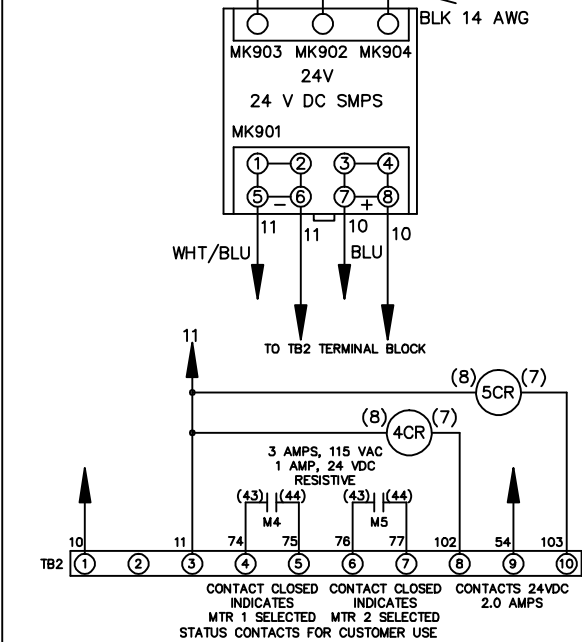 BLK 14 AWG
MK903 MK902 MK904
24V
24 V DC SMPS
MK901
1 2 3 4
5 - 6 7 + 8
11 11 10 10
WHT/BLU BLU
TO TB2 TERMINAL BLOCK
11
(8) 5CR (7)
(8) 4CR (7)
3 AMPS, 115 VAC
1 AMP, 24 VDC
RESISTIVE
(43) (44) (43) (44)
M4 M5
10 11 74 75 76 77 102 54 103
TB2 1 2 3 4 5 6 7 8 9 10
CONTACT CLOSED CONTACT CLOSED CONTACTS 24VDC
INDICATES INDICATES 2.0 AMPS
MTR 1 SELECTED MTR 2 SELECTED
STATUS CONTACTS FOR CUSTOMER USE